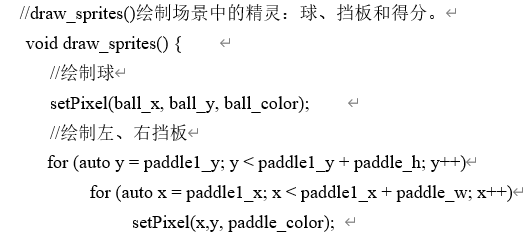 //draw_sprites()绘制场景中的精灵：球、挡板和得分。
void draw_sprites() {
//绘制球
setPixel(ball_x, ball_y, ball_color);
//绘制左、右挡板
for (auto y = paddle1_y; y < paddle1_y + paddle_h; y++)
for (auto x = paddle1_x; x < paddle1_x + paddle_w; x++)
setPixel(x,y, paddle_color);